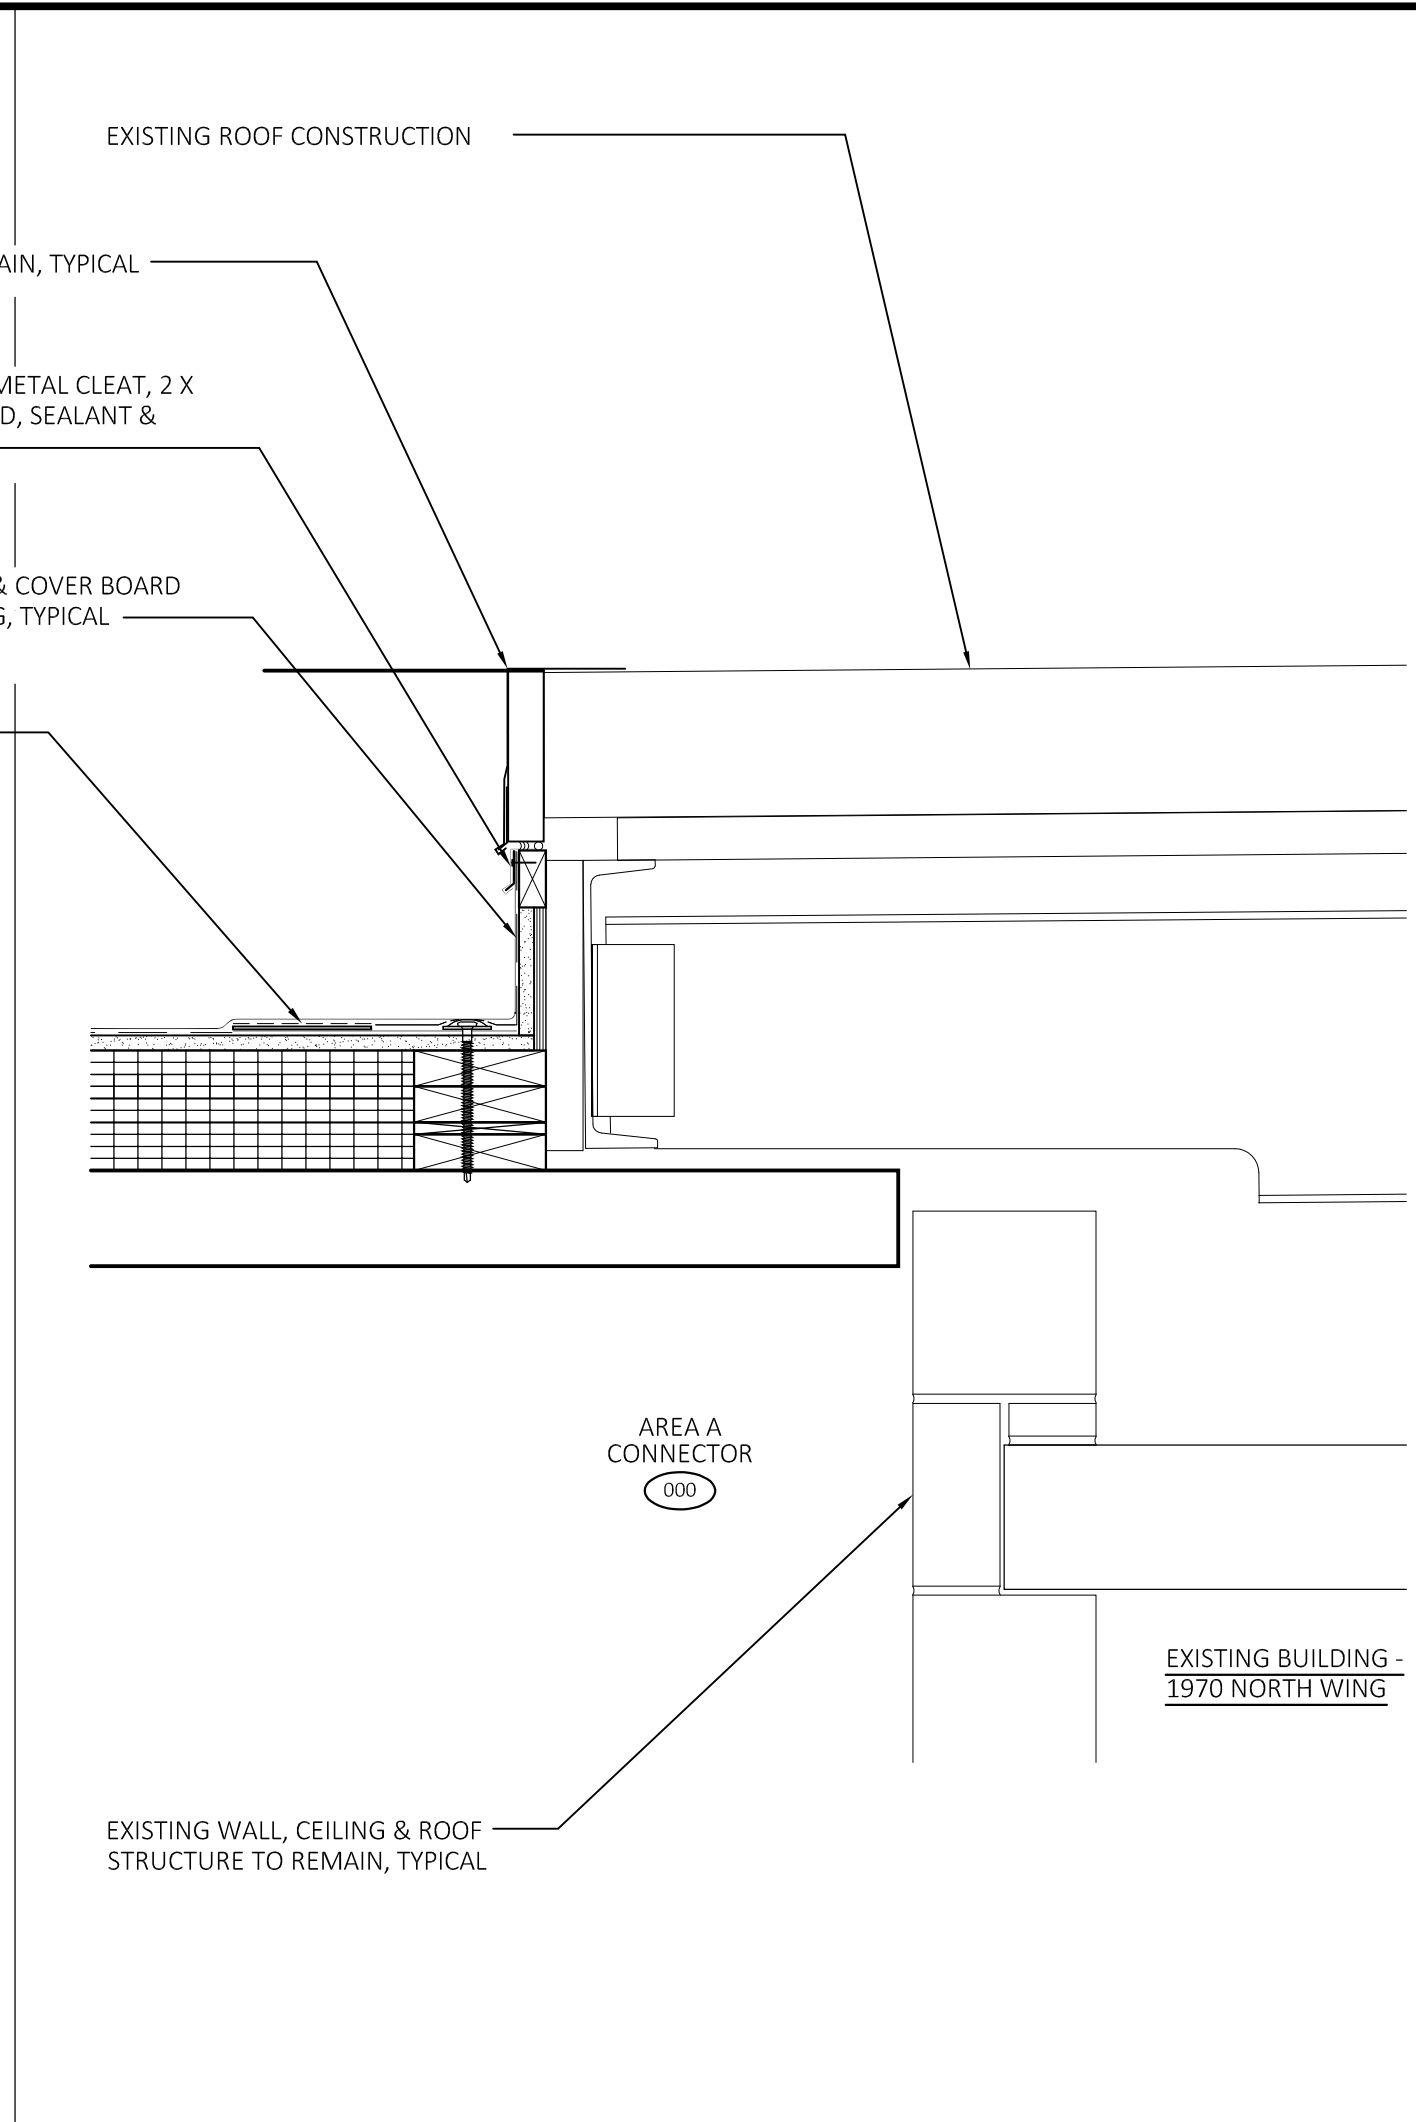 EXISTING ROOF CONSTRUCTION
AIN, TYPICAL
METAL CLEAT, 2 X
D, SEALANT &
& COVER BOARD
G, TYPICAL
AREA A
CONNECTOR
000
EXISTING BUILDING -
1970 NORTH WING
EXISTING WALL, CEILING & ROOF
STRUCTURE TO REMAIN, TYPICAL